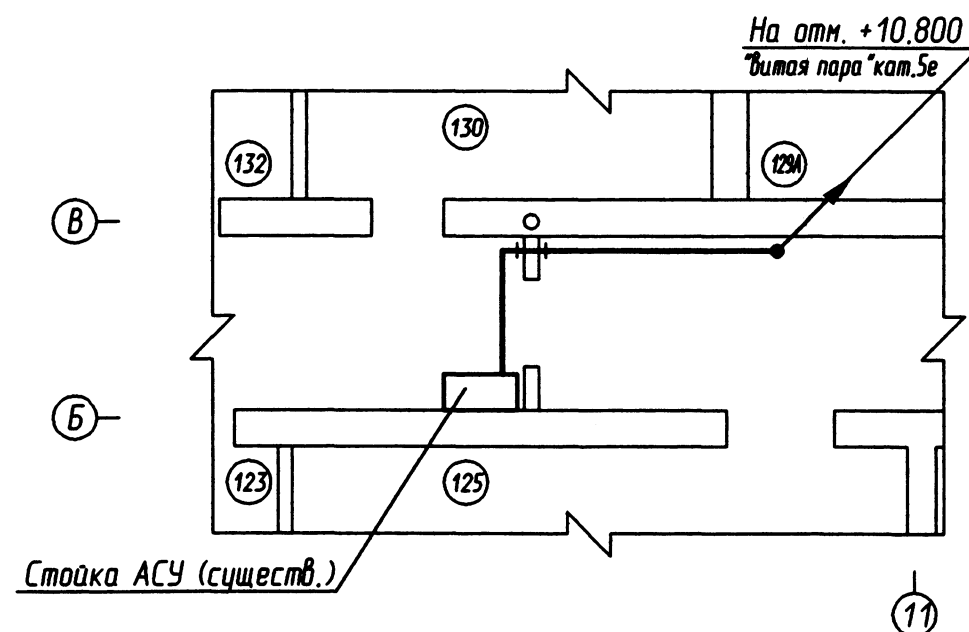 На отм. +10.800
"витая пара" кат.5е
130
132
129А
В
Б
123
125
Стойка АСУ (существ.)
11